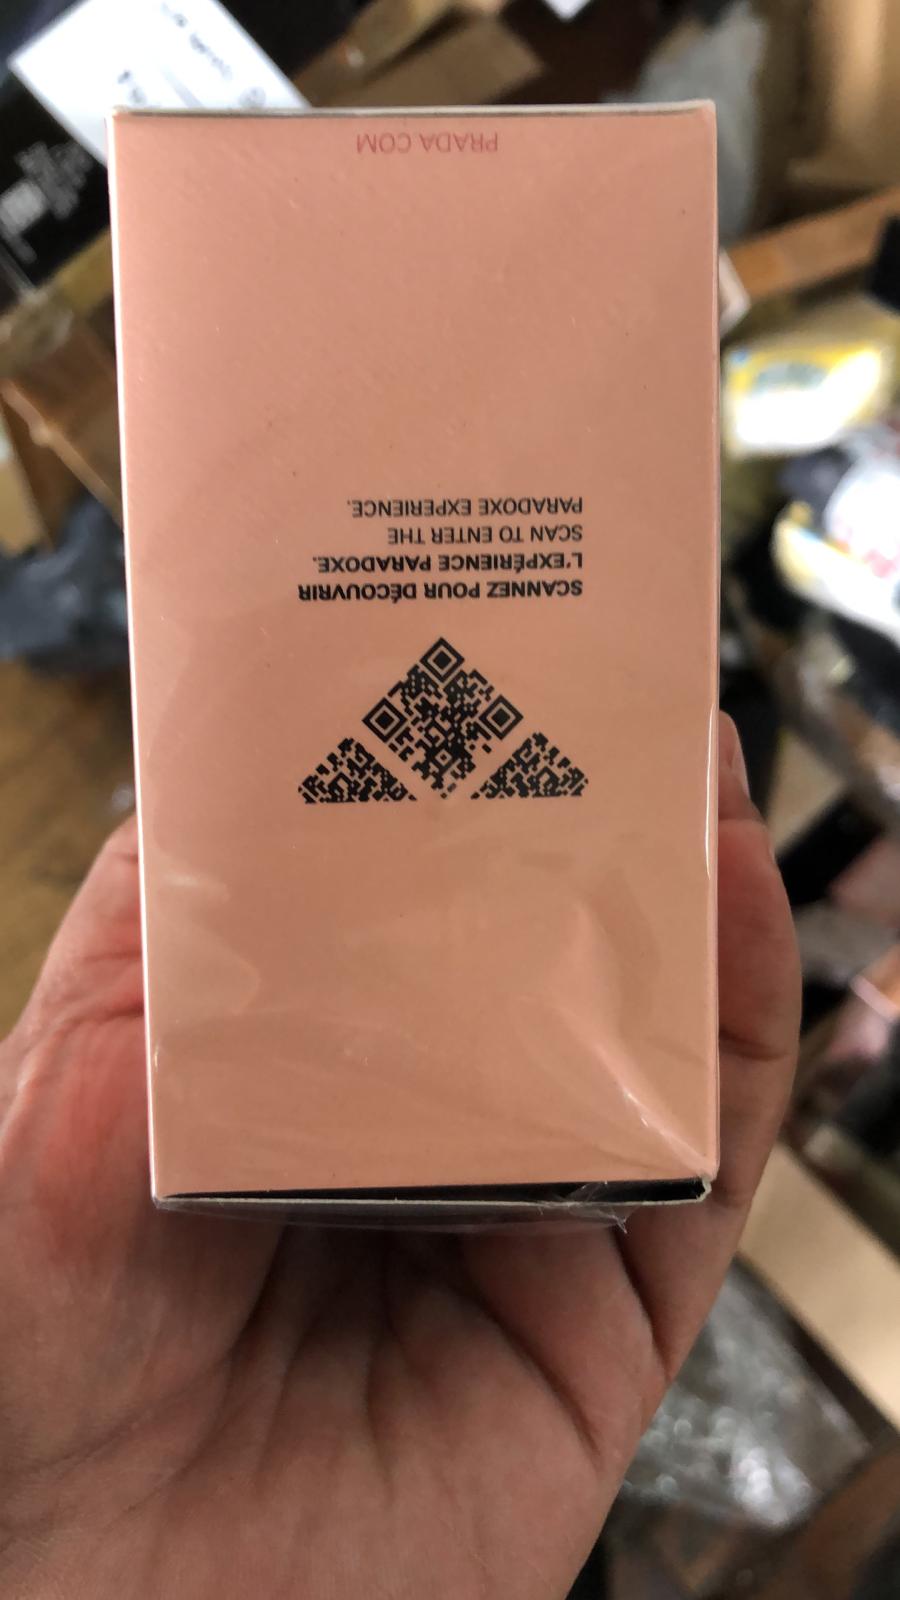 SCANNEZ POUR DÉCOUVRIR
L'EXPÉRIENCE PARADOXE.
SCAN TO ENTER THE
PARADOXE EXPERIENCE.
PRADA.COM